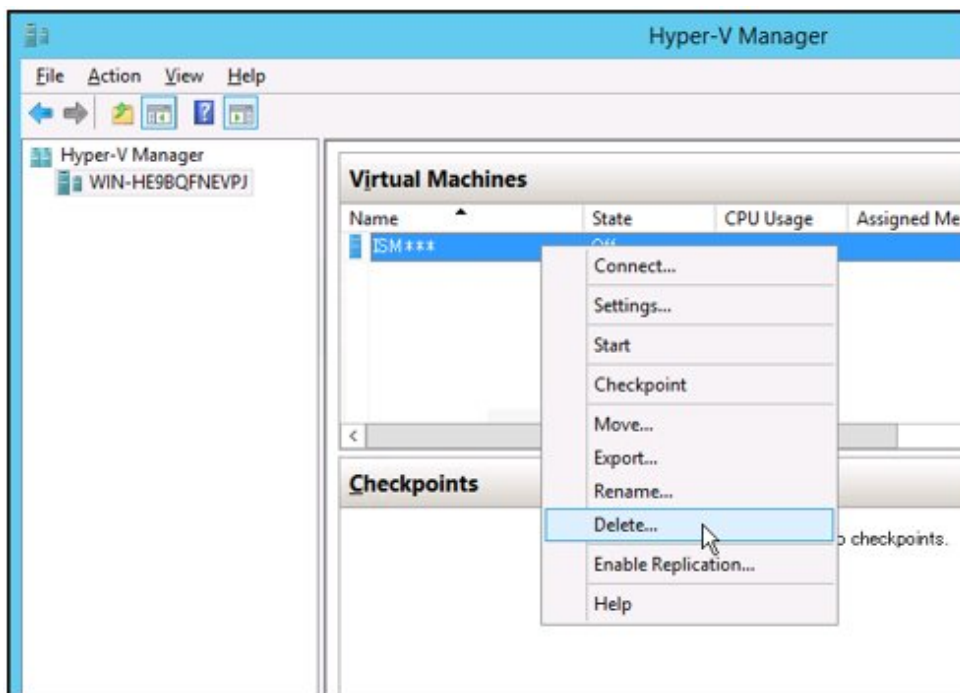 Hyper-V Manager
File Action View Help
Hyper-V Manager
WIN-HE9BQFNEVPJ
Virtual Machines
Name State CPU Usage Assigned Me
ISM*** Off
Connect...
Settings...
Start
Checkpoint
Move...
Export...
Rename...
Delete...
Enable Replication...
Help
Checkpoints
checkpoints.